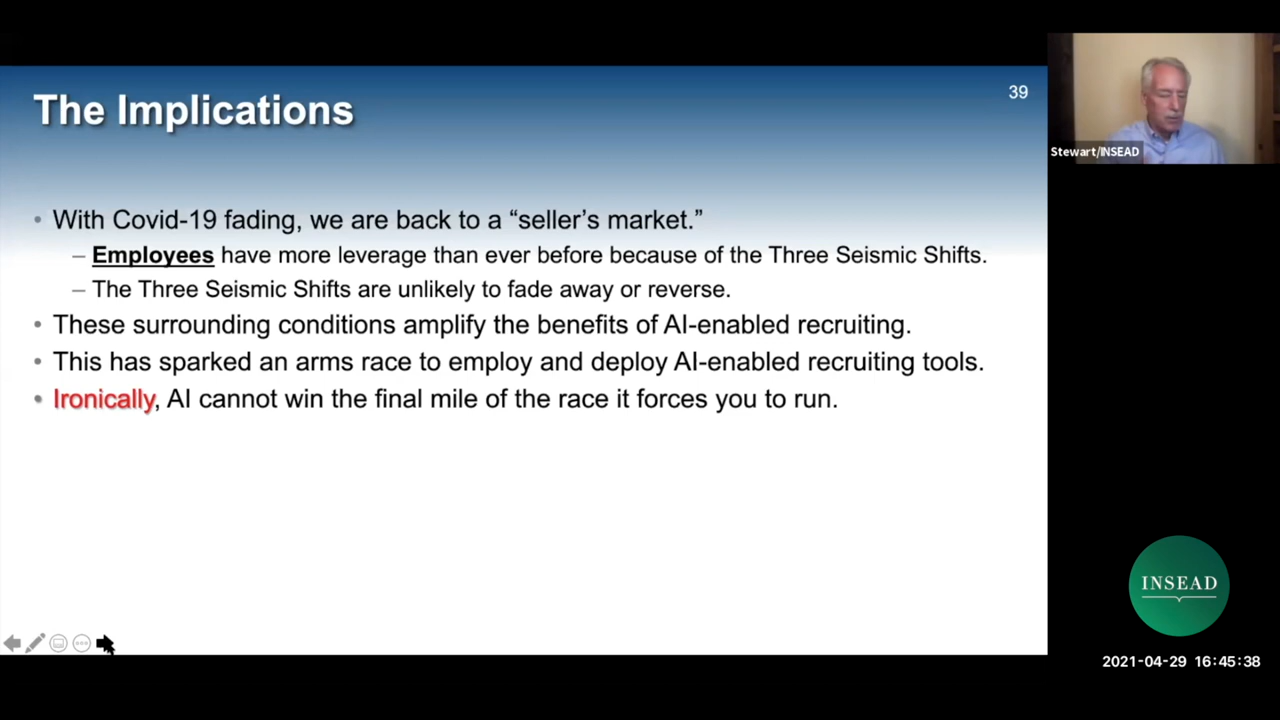 The Implications
39
• With Covid-19 fading, we are back to a “seller’s market.”
– Employees have more leverage than ever before because of the Three Seismic Shifts.
– The Three Seismic Shifts are unlikely to fade away or reverse.
• These surrounding conditions amplify the benefits of AI-enabled recruiting.
• This has sparked an arms race to employ and deploy AI-enabled recruiting tools.
• Ironically, AI cannot win the final mile of the race it forces you to run.
Stewart/INSEAD
INSEAD
2021-04-29 16:45:38